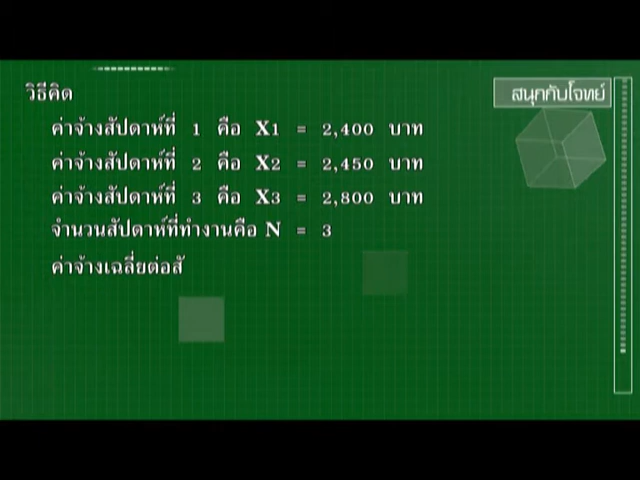 สนุกกับโจทย์
วิธีคิด
ค่าจ้างสัปดาห์ที่ 1 คือ X1 = 2,400 บาท
ค่าจ้างสัปดาห์ที่ 2 คือ X2 = 2,450 บาท
ค่าจ้างสัปดาห์ที่ 3 คือ X3 = 2,800 บาท
จำนวนสัปดาห์ที่ทำงานคือ N = 3
ค่าจ้างเฉลี่ยต่อสั